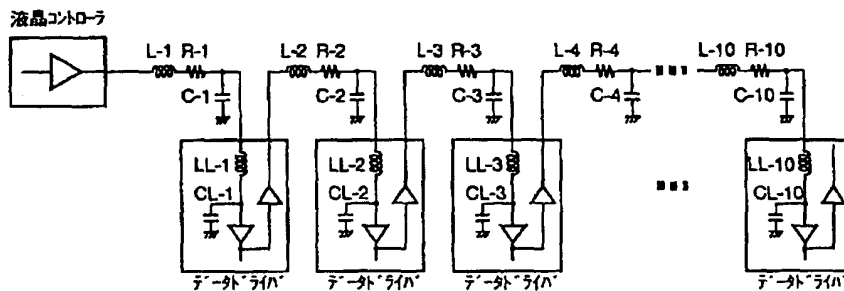 液晶コントローラ
L-1 R-1
L-2 R-2
L-3 R-3
L-4 R-4
L-10 R-10
C-1
C-2
C-3
C-4
C-10
LL-1
LL-2
LL-3
LL-10
CL-1
CL-2
CL-3
CL-10
データドライバ
データドライバ
データドライバ
データドライバ